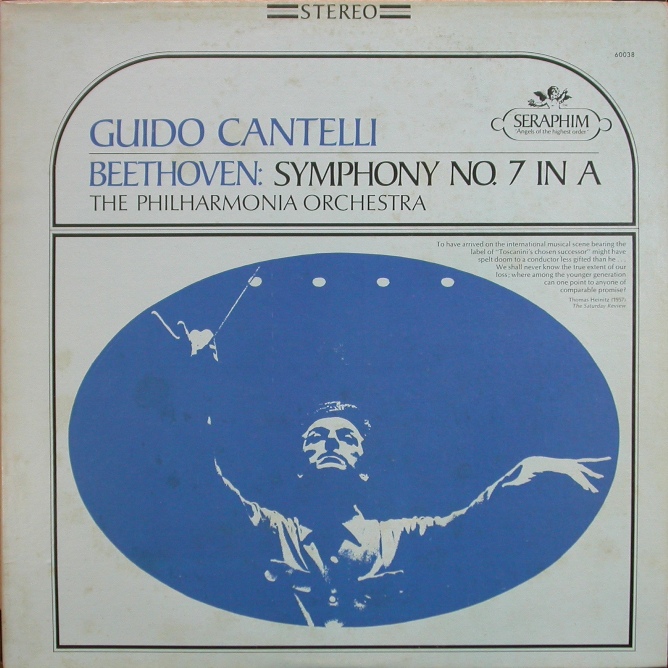 STEREO
60038
SERAPHIM
"Angels of the highest order"
GUIDO CANTELLI
BEETHOVEN: SYMPHONY NO. 7 IN A
THE PHILHARMONIA ORCHESTRA
To have arrived on the international musical scene bearing the
label of "Toscanini's chosen successor" might have
spelt doom to a conductor less gifted than he . . .
We shall never know the true extent of our
loss; where among the younger generation
can one point to anyone of
comparable promise?
Thomas Heinitz (1957)
The Saturday Review